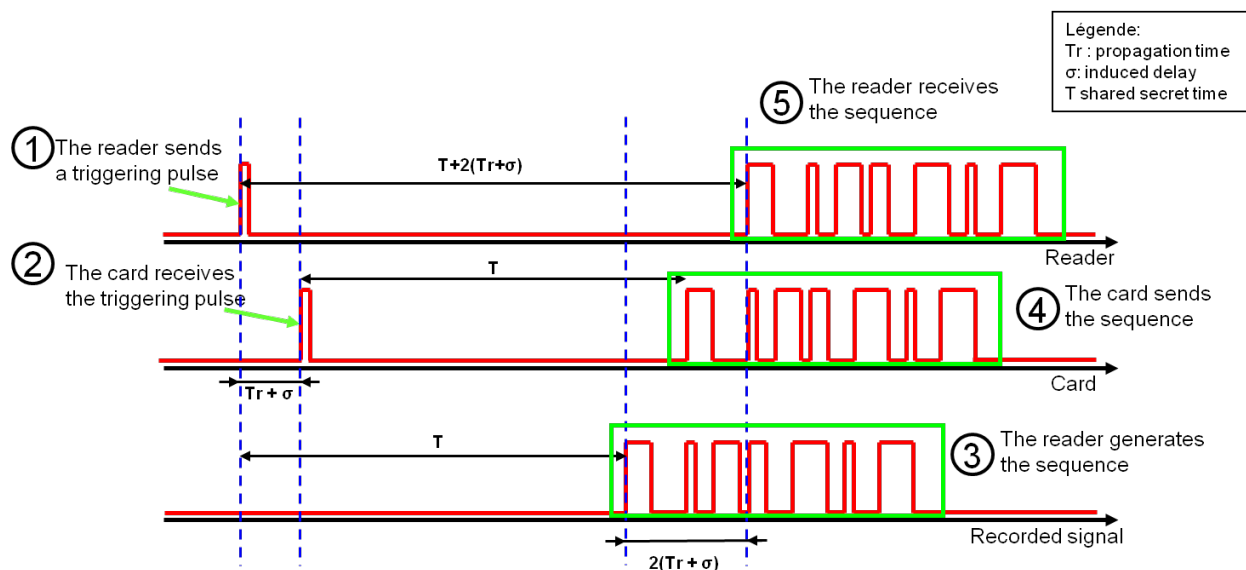 Légende:
Tr : propagation time
σ: induced delay
T shared secret time
5 The reader receives
the sequence
1 The reader sends
a triggering pulse
T+2(Tr+σ)
Reader
2 The card receives
the triggering pulse
T
4 The card sends
the sequence
Card
Tr + σ
T
3 The reader generates
the sequence
Recorded signal
2(Tr + σ)